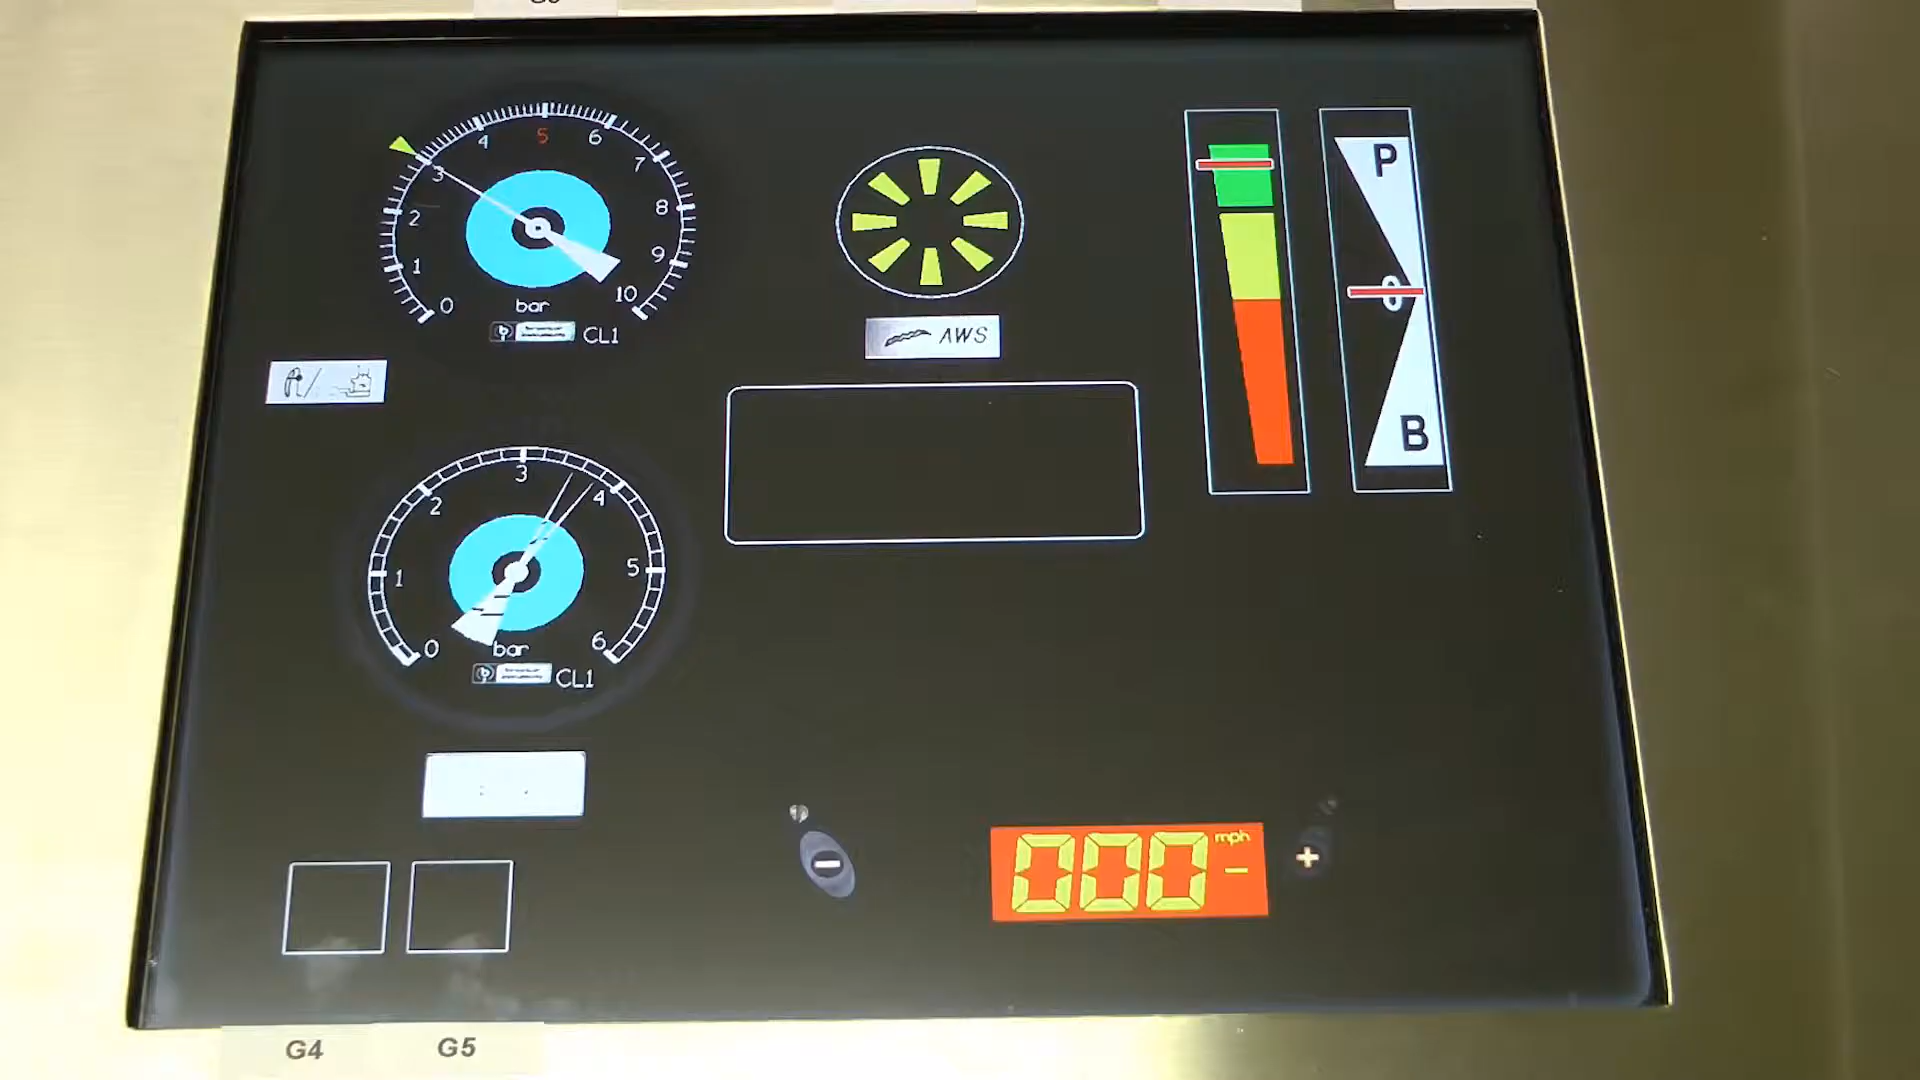 0 1 2 3 4 5 6 7 8 9 10
bar
CL1
AWS
P
0
B
0 1 2 3 4 5 6
bar
CL1
-
000 mph
-
+
G4
G5